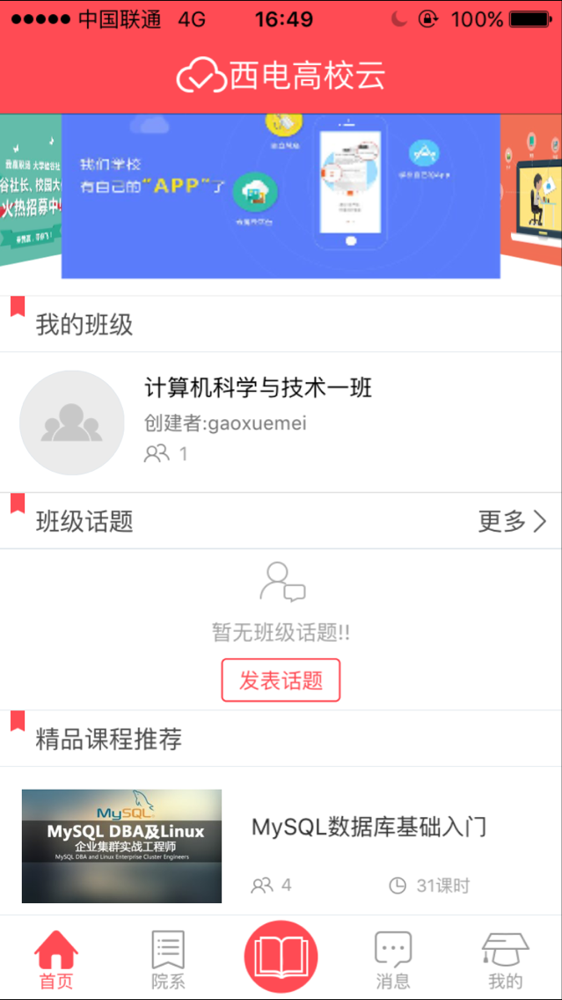 中国联通 4G 16:49 100%
西电高校云
谷社长、校园大
火热招募中!
我们学校
有自己的“APP”了
我的班级
计算机科学与技术一班
创建者:gaoxuemei
1
班级话题
更多
暂无班级话题!!
发表话题
精品课程推荐
MySQL
MySQL DBA及Linux
企业集群实战工程师
MySQL DBA and Linux Enterprise Cluster Engineers
MySQL数据库基础入门
4 31课时
首页 院系 消息 我的